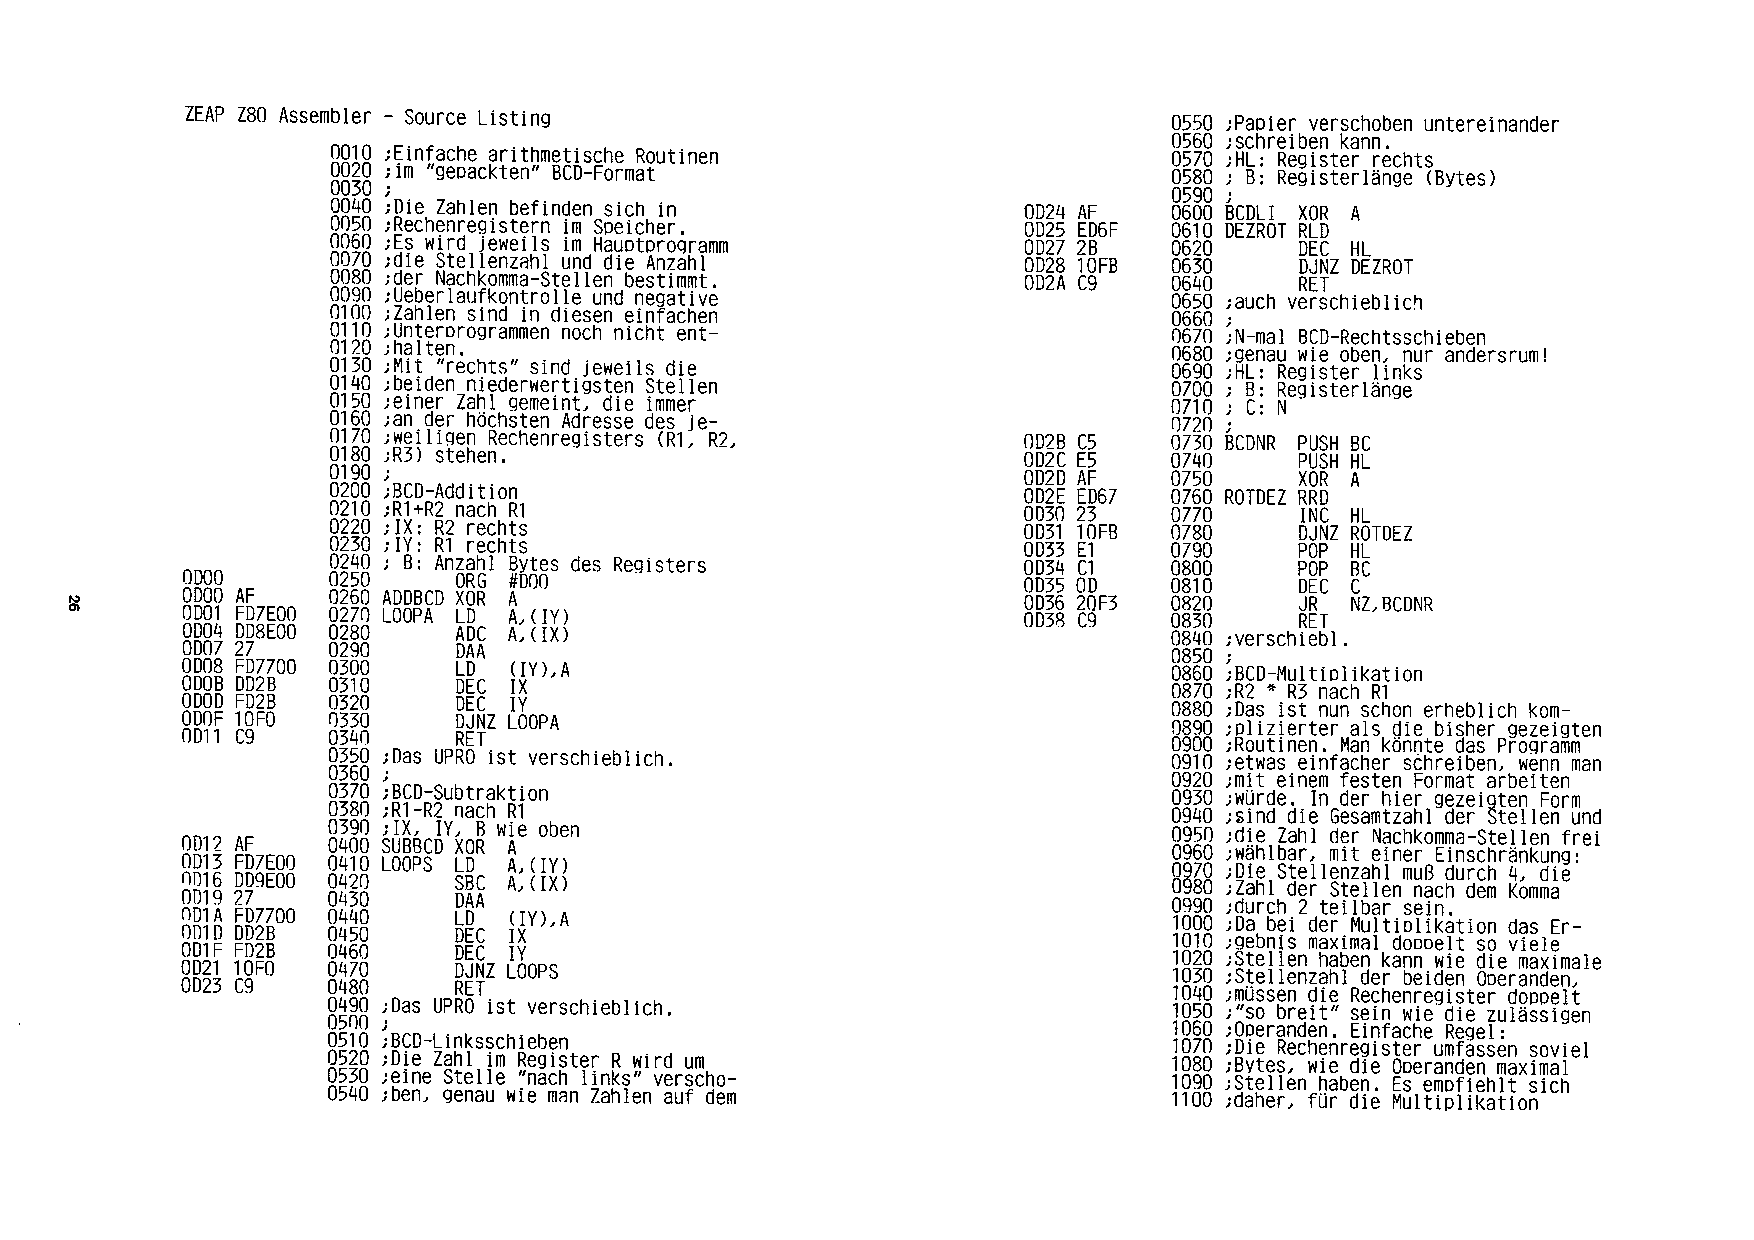 ZEAP Z80 Assembler - Source Listing
0010 ;Einfache arithmetische Routinen
0020 ;im "gepackten" BCD-Format
0030 ;
0040 ;Die Zahlen befinden sich in
0050 ;Rechenregistern im Speicher.
0060 ;Es wird jeweils im Hauptprogramm
0070 ;die Stellenzahl und die Anzahl
0080 ;der Nachkomma-Stellen bestimmt.
0090 ;Ueberlaufkontrolle und negative
0100 ;Zahlen sind in diesen einfachen
0110 ;Unterprogrammen noch nicht ent-
0120 ;halten.
0130 ;Mit "rechts" sind jeweils die
0140 ;beiden niederwertigsten Stellen
0150 ;einer Zahl gemeint, die immer
0160 ;an der höchsten Adresse des je-
0170 ;weiligen Rechenregisters (R1, R2,
0180 ;R3) stehen.
0190 ;
0200 ;BCD-Addition
0210 ;R1+R2 nach R1
0220 ;IX: R2 rechts
0230 ;IY: R1 rechts
0240 ; B: Anzahl Bytes des Registers
0D00 0250 ORG #D00
0D00 AF 0260 ADDBCD XOR A
0D01 FD7E00 0270 LOOPA LD A,(IY)
0D04 DD8E00 0280 ADC A,(IX)
0D07 27 0290 DAA
0D08 FD7700 0300 LD (IY),A
0D0B DD2B 0310 DEC IX
0D0D FD2B 0320 DEC IY
0D0F 10F0 0330 DJNZ LOOPA
0D11 C9 0340 RET
0350 ;Das UPRO ist verschieblich.
0360 ;
0370 ;BCD-Subtraktion
0380 ;R1-R2 nach R1
0390 ;IX, IY, B wie oben
0D12 AF 0400 SUBBCD XOR A
0D13 FD7E00 0410 LOOPS LD A,(IY)
0D16 DD9E00 0420 SBC A,(IX)
0D19 27 0430 DAA
0D1A FD7700 0440 LD (IY),A
0D1D DD2B 0450 DEC IX
0D1F FD2B 0460 DEC IY
0D21 10F0 0470 DJNZ LOOPS
0D23 C9 0480 RET
0490 ;Das UPRO ist verschieblich.
0500 ;
0510 ;BCD-Linksschieben
0520 ;Die Zahl im Register R wird um
0530 ;eine Stelle "nach links" verscho-
0540 ;ben, genau wie man Zahlen auf dem
26
0550 ;Papier verschoben untereinander
0560 ;schreiben kann.
0570 ;HL: Register rechts
0580 ; B: Registerlänge (Bytes)
0590 ;
0D24 AF 0600 BCDLI XOR A
0D25 ED6F 0610 DEZROT RLD
0D27 2B 0620 DEC HL
0D28 10FB 0630 DJNZ DEZROT
0D2A C9 0640 RET
0650 ;auch verschieblich
0660 ;
0670 ;N-mal BCD-Rechtsschieben
0680 ;genau wie oben, nur andersrum!
0690 ;HL: Register links
0700 ; B: Registerlänge
0710 ; C: N
0720 ;
0D2B C5 0730 BCDNR PUSH BC
0D2C E5 0740 PUSH HL
0D2D AF 0750 XOR A
0D2E ED67 0760 ROTDEZ RRD
0D30 23 0770 INC HL
0D31 10FB 0780 DJNZ ROTDEZ
0D33 E1 0790 POP HL
0D34 C1 0800 POP BC
0D35 0D 0810 DEC C
0D36 20F3 0820 JR NZ,BCDNR
0D38 C9 0830 RET
0840 ;verschiebl.
0850 ;
0860 ;BCD-Multiplikation
0870 ;R2 * R3 nach R1
0880 ;Das ist nun schon erheblich kom-
0890 ;plizierter als die bisher gezeigten
0900 ;Routinen. Man könnte das Programm
0910 ;etwas einfacher schreiben, wenn man
0920 ;mit einem festen Format arbeiten
0930 ;würde. In der hier gezeigten Form
0940 ;sind die Gesamtzahl der Stellen und
0950 ;die Zahl der Nachkomma-Stellen frei
0960 ;wählbar, mit einer Einschränkung:
0970 ;Die Stellenzahl muß durch 4, die
0980 ;Zahl der Stellen nach dem Komma
0990 ;durch 2 teilbar sein.
1000 ;Da bei der Multiplikation das Er-
1010 ;gebnis maximal doppelt so viele
1020 ;Stellen haben kann wie die maximale
1030 ;Stellenzahl der beiden Operanden,
1040 ;müssen die Rechenregister doppelt
1050 ;"so breit" sein wie die zulässigen
1060 ;Operanden. Einfache Regel:
1070 ;Die Rechenregister umfassen soviel
1080 ;Bytes, wie die Operanden maximal
1090 ;Stellen haben. Es empfiehlt sich
1100 ;daher, für die Multiplikation